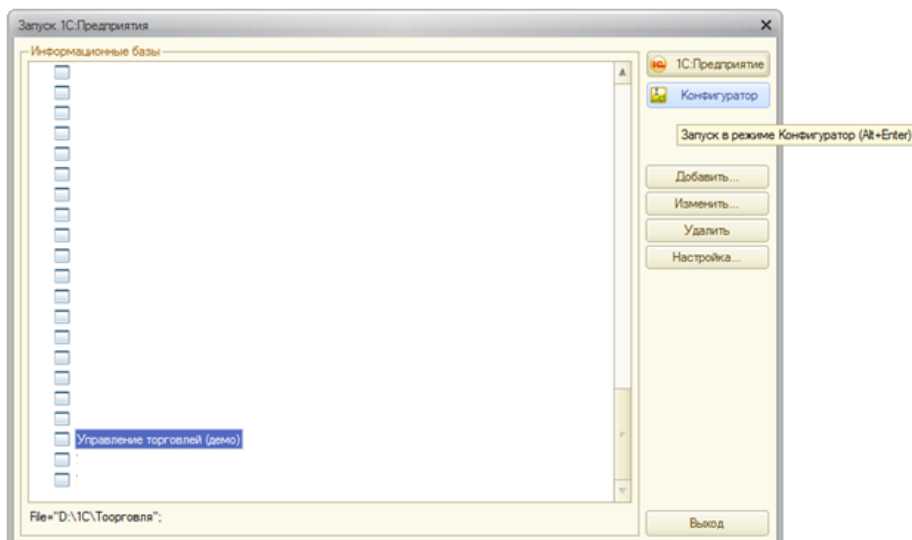 Запуск 1С:Предприятия
Информационные базы
1С:Предприятие
Конфигуратор
Запуск в режиме Конфигуратор (Alt+Enter)
Добавить...
Изменить...
Удалить
Настройка...
Управление торговлей (демо)
File="D:\1С\Тоорговля";
Выход